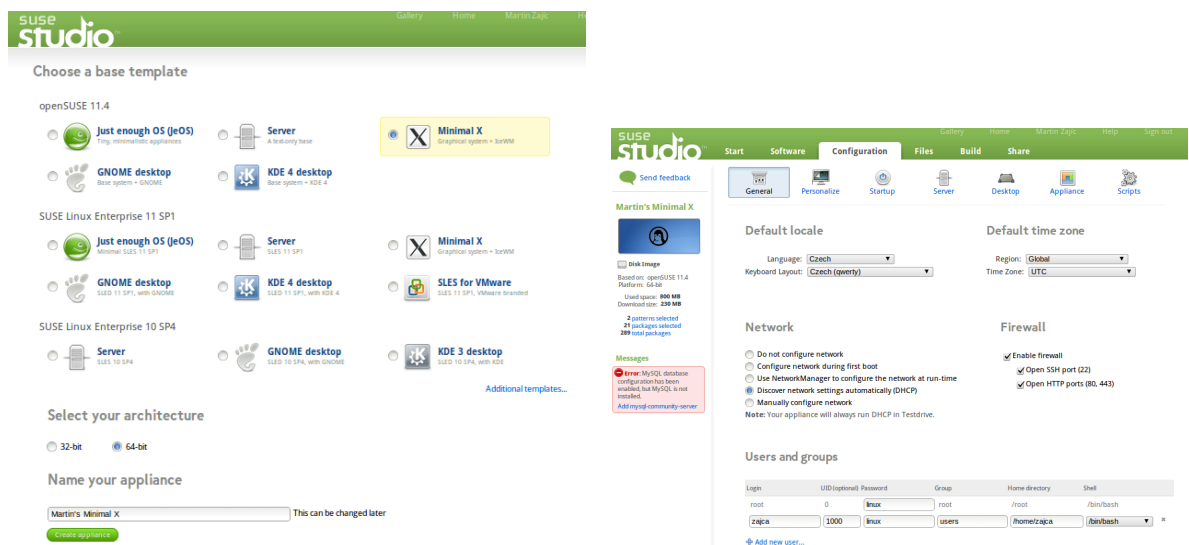 suse
studio
Gallery Home Martin Zajic He
Choose a base template
openSUSE 11.4
Just enough OS (JeOS)
Tiny, minimalistic appliances
Server
A text-only base
Minimal X
Graphical system + IceWM
GNOME desktop
Base system + GNOME
KDE 4 desktop
Base system + KDE 4
SUSE Linux Enterprise 11 SP1
Just enough OS (JeOS)
Minimal SLES 11 SP1
Server
SLES 11 SP1
Minimal X
Graphical system + IceWM
GNOME desktop
SLED 11 SP1, with GNOME
KDE 4 desktop
SLED 11 SP1, with KDE 4
SLES for VMware
SLES 11 SP1, VMware branded
SUSE Linux Enterprise 10 SP4
Server
SLES 10 SP4
GNOME desktop
SLED 10 SP4, with GNOME
KDE 3 desktop
SLED 10 SP4, with KDE
Additional templates...
Select your architecture
32-bit 64-bit
Name your appliance
Martin's Minimal X This can be changed later
Create appliance
suse
studio
Gallery Home Martin Zajic Help Sign out
Start Software Configuration Files Build Share
Send feedback
General Personalize Startup Server Desktop Appliance Scripts
Martin's Minimal X
Disk Image
Based on: openSUSE 11.4
Platform: 64-bit
Used space: 800 MB
Download size: 230 MB
2 patterns selected
21 packages selected
289 total packages
Messages
Error: MySQL database
configuration has been
enabled, but MySQL is not
installed.
Add mysql-community-server
Default locale
Language: Czech
Keyboard Layout: Czech (qwerty)
Default time zone
Region: Global
Time Zone: UTC
Network
Do not configure network
Configure network during first boot
Use NetworkManager to configure the network at run-time
Discover network settings automatically (DHCP)
Manually configure network
Note: Your appliance will always run DHCP in Testdrive.
Firewall
Enable firewall
Open SSH port (22)
Open HTTP ports (80, 443)
Users and groups
Login UID (optional) Password Group Home directory Shell
root 0 linux root /root /bin/bash
zajca 1000 linux users /home/zajca /bin/bash
Add new user...